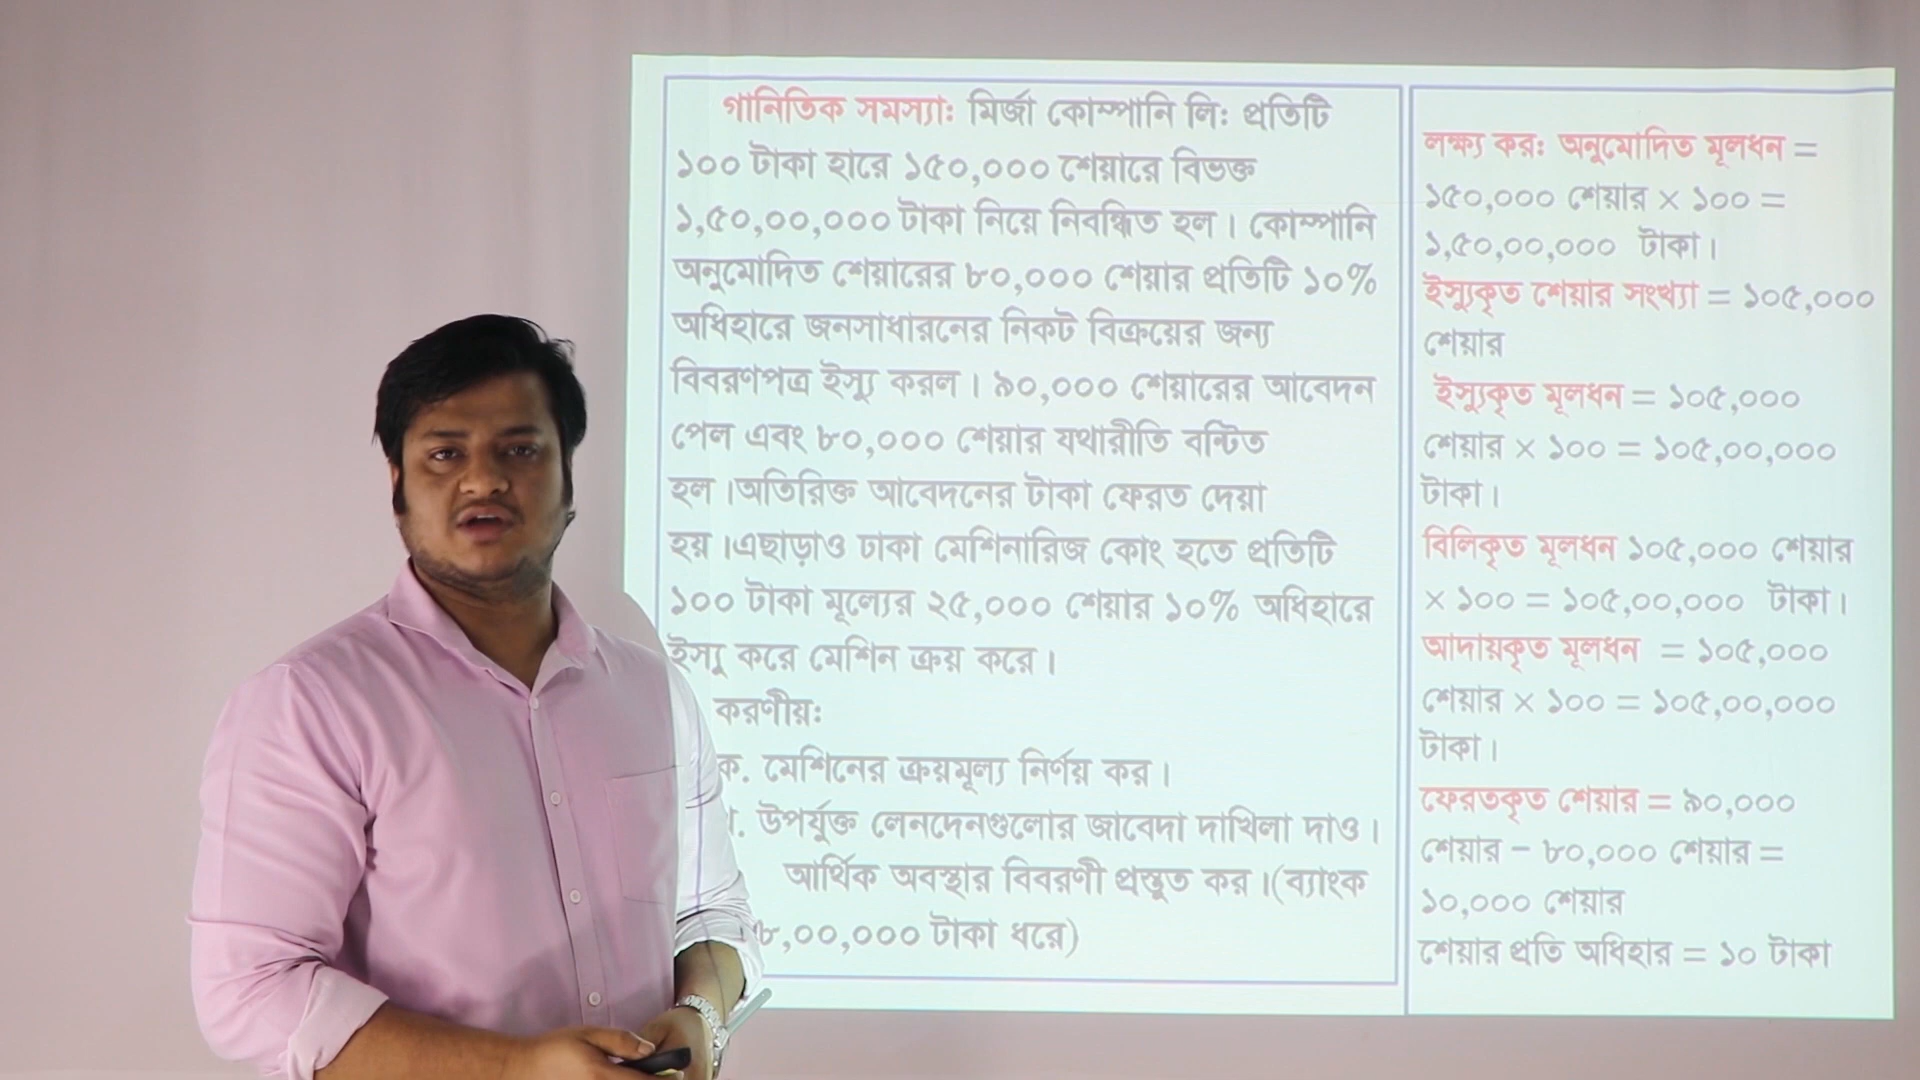 গানিতিক সমস্যা: মির্জা কোম্পানি লি: প্রতিটি
১০০ টাকা হারে ১৫০,০০০ শেয়ারে বিভক্ত
১,৫০,০০,০০০ টাকা নিয়ে নিবন্ধিত হল। কোম্পানি
অনুমোদিত শেয়ারের ৮০,০০০ শেয়ার প্রতিটি ১০%
অধিহারে জনসাধারনের নিকট বিক্রয়ের জন্য
বিবরণপত্র ইস্যু করল। ৯০,০০০ শেয়ারের আবেদন
পেল এবং ৮০,০০০ শেয়ার যথারীতি বন্টিত
হল।অতিরিক্ত আবেদনের টাকা ফেরত দেয়া
হয়।এছাড়াও ঢাকা মেশিনারিজ কোং হতে প্রতিটি
১০০ টাকা মূল্যের ২৫,০০০ শেয়ার ১০% অধিহারে
ইস্যু করে মেশিন ক্রয় করে।
করণীয়:
ক. মেশিনের ক্রয়মূল্য নির্ণয় কর।
উপর্যুক্ত লেনদেনগুলোর জাবেদা দাখিলা দাও।
আর্থিক অবস্থার বিবরণী প্রস্তুত কর।(ব্যাংক
৮,০০,০০০ টাকা ধরে)
লক্ষ্য কর: অনুমোদিত মূলধন =
১৫০,০০০ শেয়ার × ১০০ =
১,৫০,০০,০০০ টাকা।
ইস্যুকৃত শেয়ার সংখ্যা = ১০৫,০০০
শেয়ার
ইস্যুকৃত মূলধন = ১০৫,০০০
শেয়ার × ১০০ = ১০৫,০০,০০০
টাকা।
বিলিকৃত মূলধন ১০৫,০০০ শেয়ার
× ১০০ = ১০৫,০০,০০০ টাকা।
আদায়কৃত মূলধন = ১০৫,০০০
শেয়ার × ১০০ = ১০৫,০০,০০০
টাকা।
ফেরতকৃত শেয়ার = ৯০,০০০
শেয়ার – ৮০,০০০ শেয়ার =
১০,০০০ শেয়ার
শেয়ার প্রতি অধিহার = ১০ টাকা